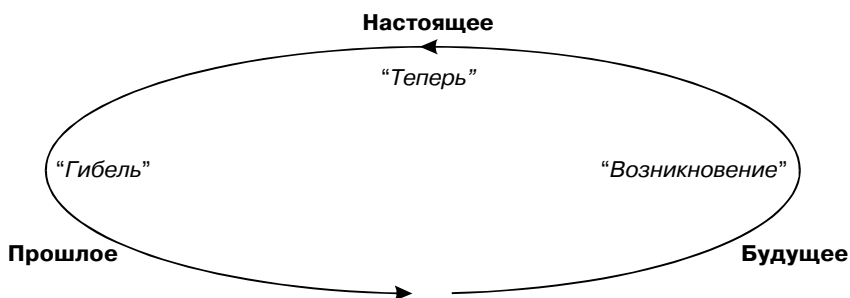 Настоящее
“Теперь”
“Гибель” “Возникновение”
Прошлое Будущее